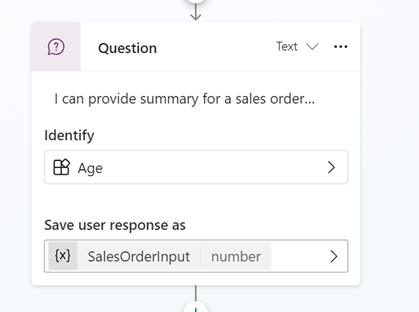 Question
Text
I can provide summary for a sales order...
Identify
Age
Save user response as
{x} SalesOrderInput number